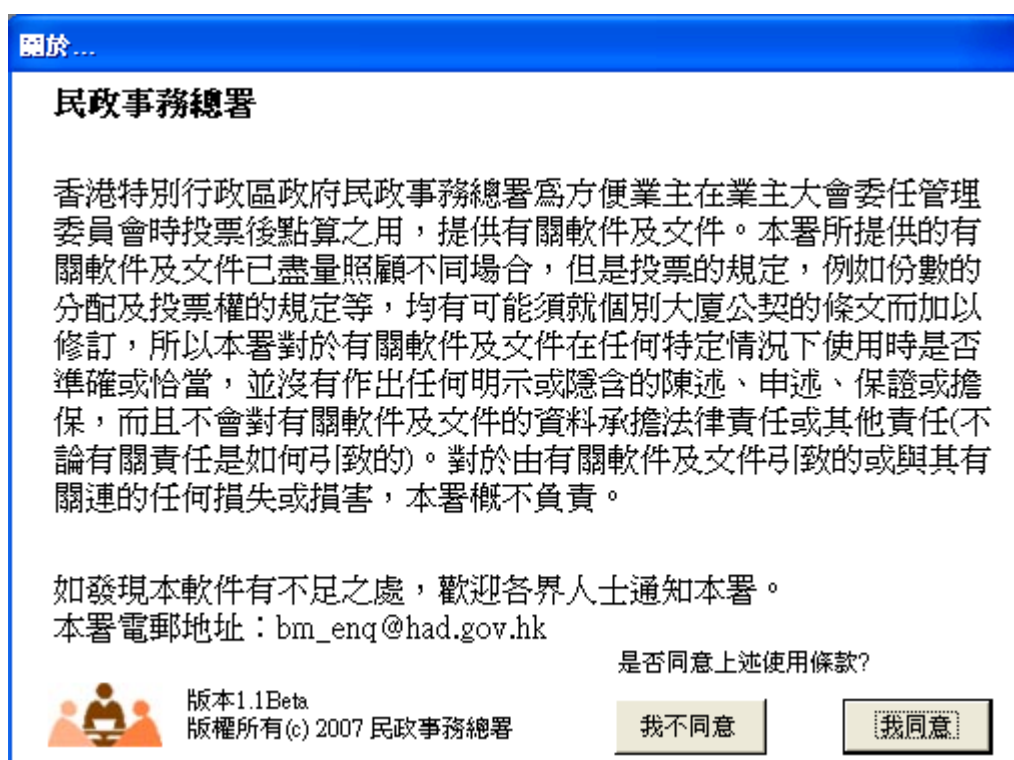 關於...
民政事務總署
香港特別行政區政府民政事務總署為方便業主在業主大會委任管理
委員會時投票後點算之用，提供有關軟件及文件。本署所提供的有
關軟件及文件已盡量照顧不同場合，但是投票的規定，例如份數的
分配及投票權的規定等，均有可能須就個別大廈公契的條文而加以
修訂，所以本署對於有關軟件及文件在任何特定情況下使用時是否
準確或恰當，並沒有作出任何明示或隱含的陳述、申述、保證或擔
保，而且不會對有關軟件及文件的資料承擔法律責任或其他責任(不
論有關責任是如何引致的)。對於由有關軟件及文件引致的或與其有
關連的任何損失或損害，本署概不負責。
如發現本軟件有不足之處，歡迎各界人士通知本署。
本署電郵地址：bm_enq@had.gov.hk
是否同意上述使用條款?
版本1.1Beta
版權所有(c) 2007 民政事務總署
我不同意
我同意